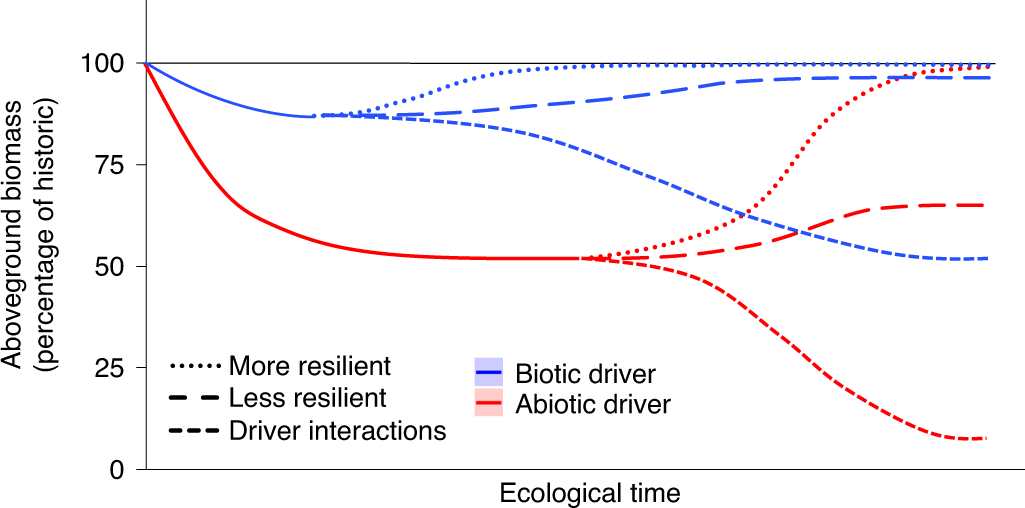 Aboveground biomass
(percentage of historic)
100
75
50
25
0
More resilient
Less resilient
Driver interactions
Biotic driver
Abiotic driver
Ecological time